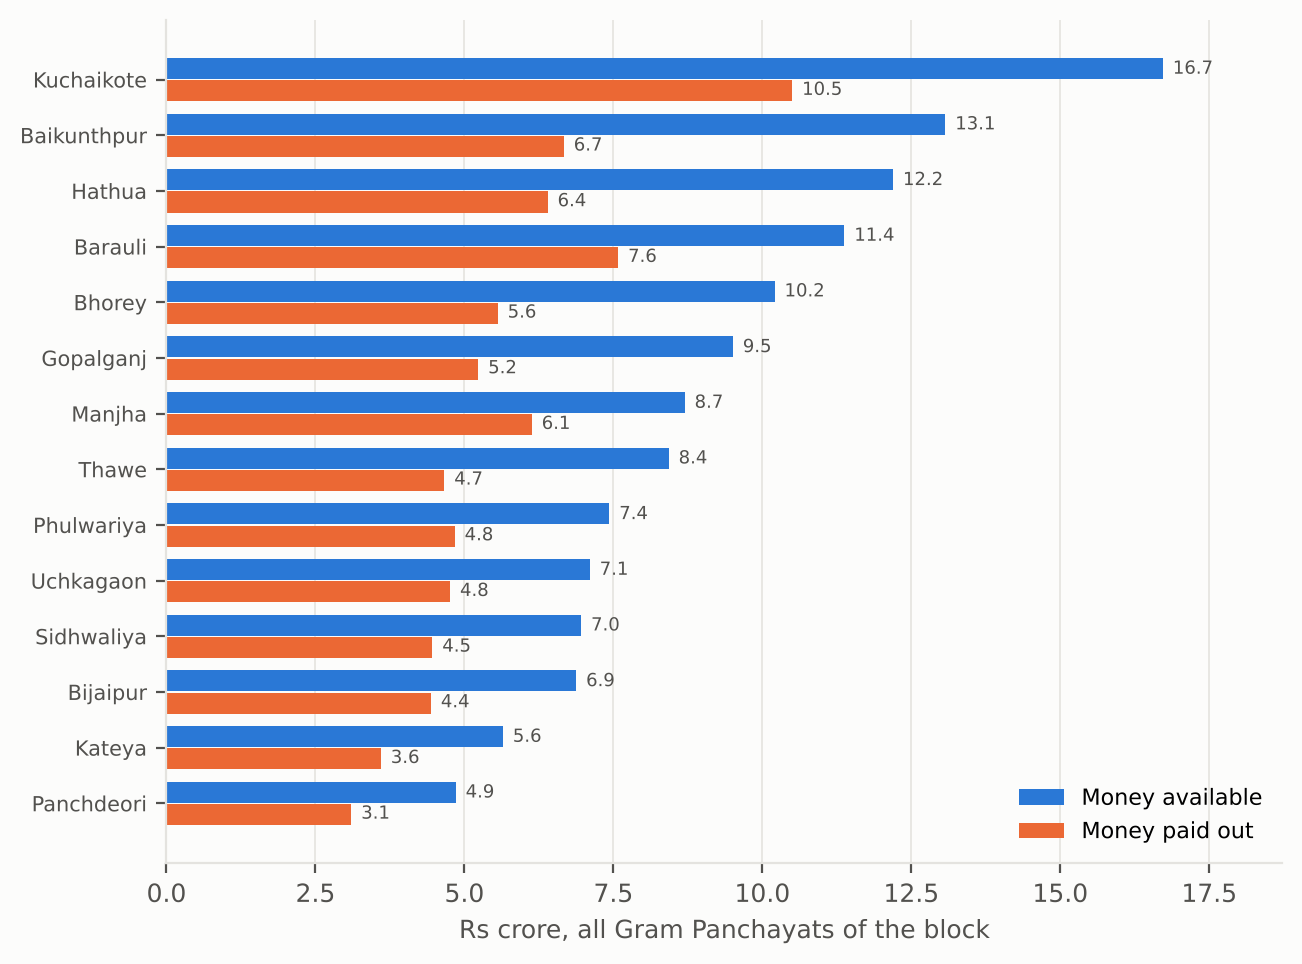 Kuchaikote 16.7
10.5
Baikunthpur 13.1
6.7
Hathua 12.2
6.4
Barauli 11.4
7.6
Bhorey 10.2
5.6
Gopalganj 9.5
5.2
Manjha 8.7
6.1
Thawe 8.4
4.7
Phulwariya 7.4
4.8
Uchkagaon 7.1
4.8
Sidhwaliya 7.0
4.5
Bijaipur 6.9
4.4
Kateya 5.6
3.6
Panchdeori 4.9
3.1
Money available
Money paid out
0.0 2.5 5.0 7.5 10.0 12.5 15.0 17.5
Rs crore, all Gram Panchayats of the block